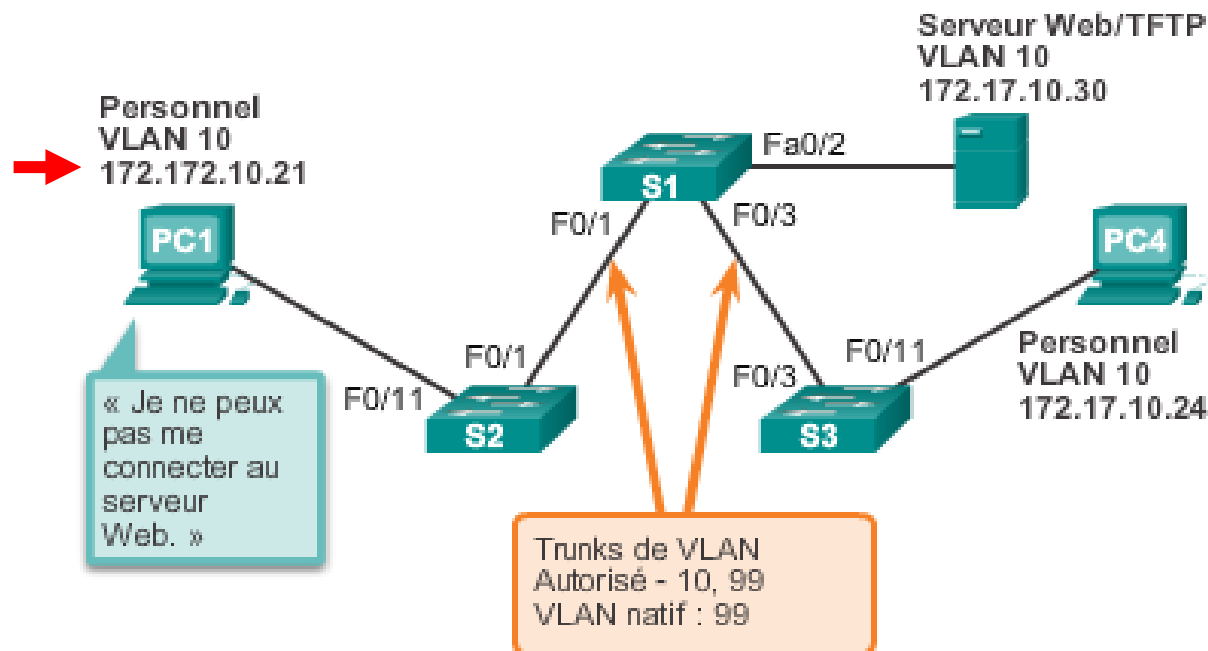 Serveur Web/TFTP
VLAN 10
172.17.10.30
Personnel
VLAN 10
172.172.10.21
Fa0/2
S1
F0/1
F0/3
PC1
PC4
F0/1
F0/11
F0/3
F0/11
S2
S3
Personnel
VLAN 10
172.17.10.24
« Je ne peux
pas me
connecter au
serveur
Web. »
Trunks de VLAN
Autorisé - 10, 99
VLAN natif : 99